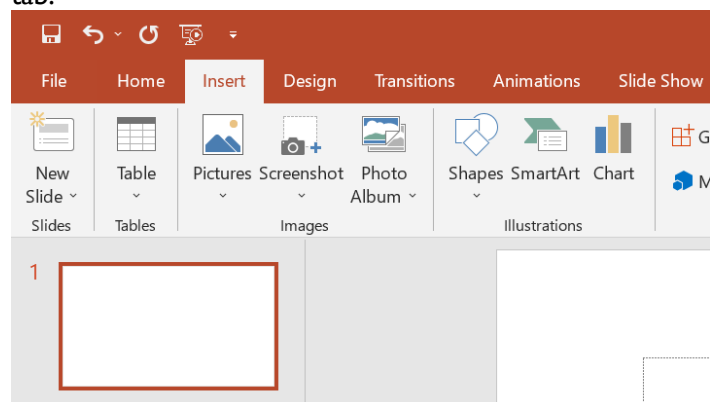 tab.
File Home Insert Design Transitions Animations Slide Show
New Slide Table Pictures Screenshot Photo Album Shapes SmartArt Chart G
M
Slides Tables Images Illustrations
1